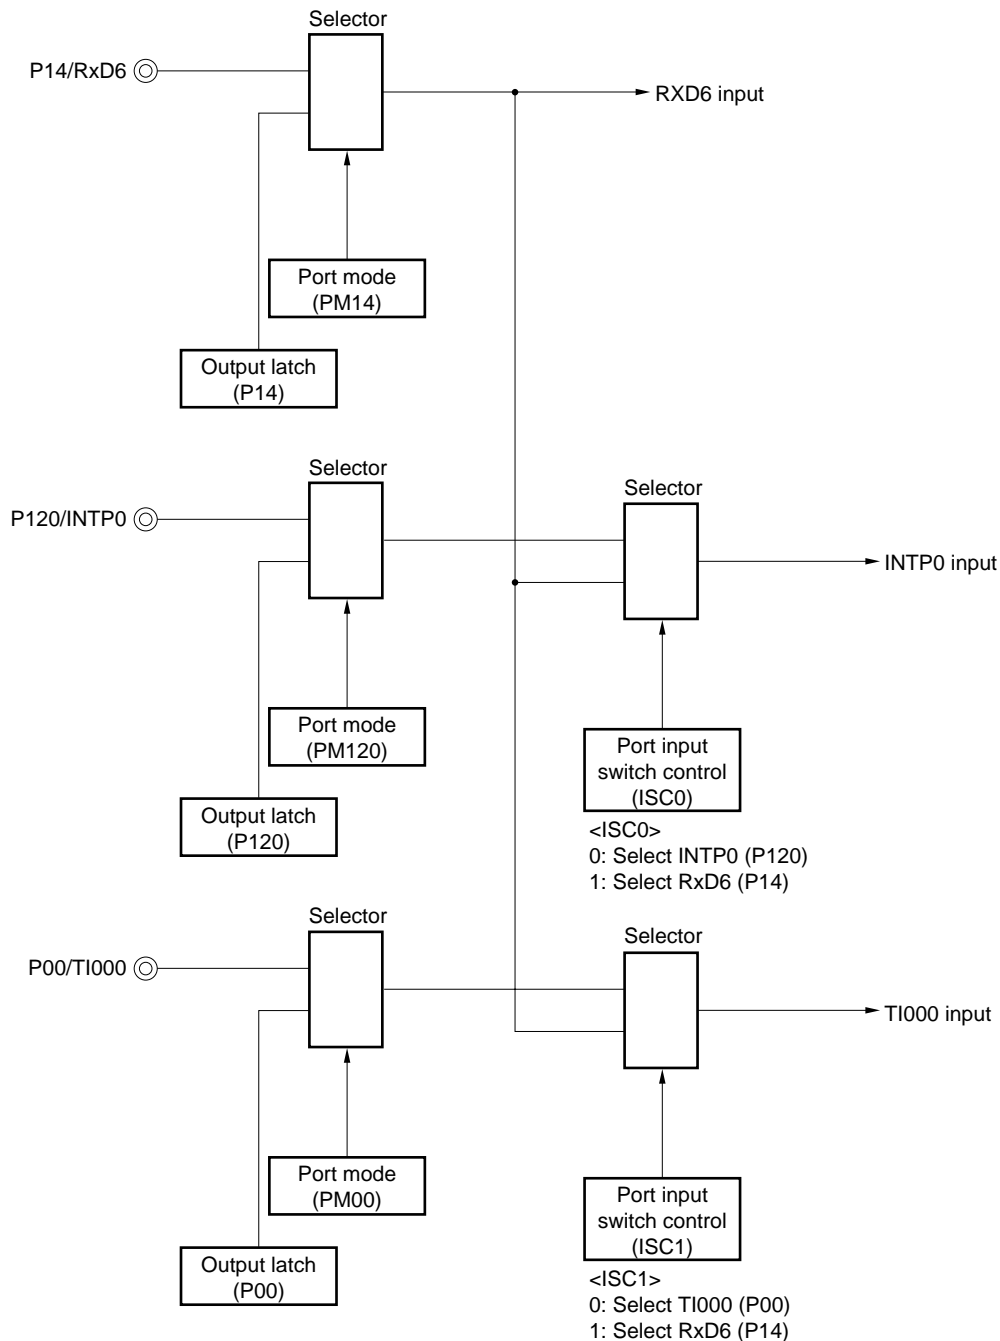 Selector
P14/RxD6
RXD6 input
Port mode
(PM14)
Output latch
(P14)
Selector
Selector
P120/INTP0
INTP0 input
Port mode
(PM120)
Port input
switch control
(ISC0)
Output latch
(P120)
<ISC0>
0: Select INTP0 (P120)
1: Select RxD6 (P14)
Selector
Selector
P00/TI000
TI000 input
Port mode
(PM00)
Port input
switch control
(ISC1)
Output latch
(P00)
<ISC1>
0: Select TI000 (P00)
1: Select RxD6 (P14)